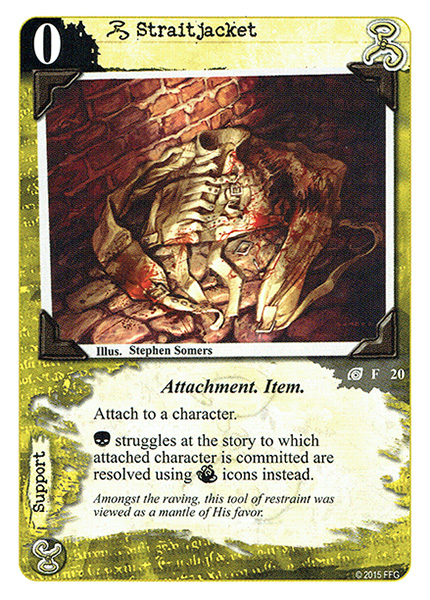 0
Straitjacket
Illus. Stephen Somers
F 20
Attachment. Item.
Attach to a character.
struggles at the story to which
attached character is committed are
resolved using icons instead.
Amongst the raving, this tool of restraint was
viewed as a mantle of His favor.
Support
© 2015 FFG